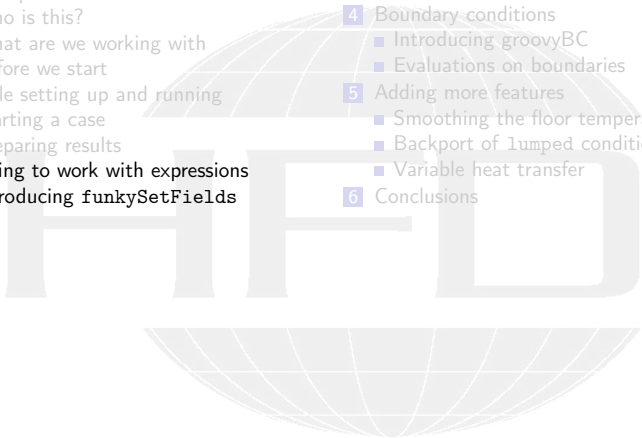 o is this?
at are we working with
fore we start
le setting up and running
rting a case
eparing results
ing to work with expressions
roducing funkySetFields
4 Boundary conditions
Introducing groovyBC
Evaluations on boundaries
5 Adding more features
Smoothing the floor temper
Backport of lumped conditi
Variable heat transfer
6 Conclusions
HFD